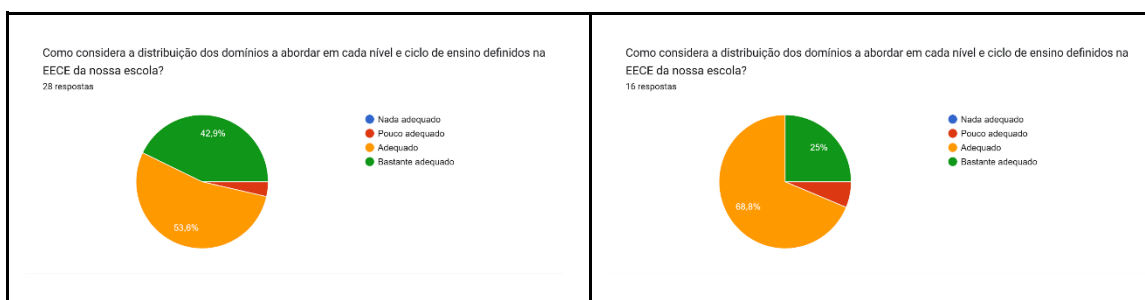 Como considera a distribuição dos domínios a abordar em cada nível e ciclo de ensino definidos na
EECE da nossa escola?
28 respostas
42,9%
53,6%
Nada adequado
Pouco adequado
Adequado
Bastante adequado
Como considera a distribuição dos domínios a abordar em cada nível e ciclo de ensino definidos na
EECE da nossa escola?
16 respostas
25%
68,8%
Nada adequado
Pouco adequado
Adequado
Bastante adequado